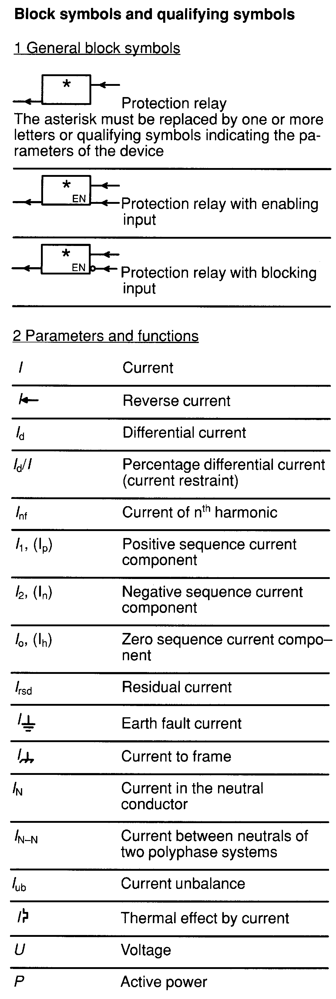 Block symbols and qualifying symbols
1 General block symbols
*
Protection relay
The asterisk must be replaced by one or more
letters or qualifying symbols indicating the pa-
rameters of the device
*
EN
Protection relay with enabling
input
*
EN
Protection relay with blocking
input
2 Parameters and functions
I Current
I Reverse current
Id Differential current
Id/I Percentage differential current
(current restraint)
Inf Current of nth harmonic
I1, (Ip) Positive sequence current
component
I2, (In) Negative sequence current
component
Io, (Ih) Zero sequence current compo–
nent
Irsd Residual current
I Earth fault current
I Current to frame
IN Current in the neutral
conductor
IN–N Current between neutrals of
two polyphase systems
Iub Current unbalance
I Thermal effect by current
U Voltage
P Active power